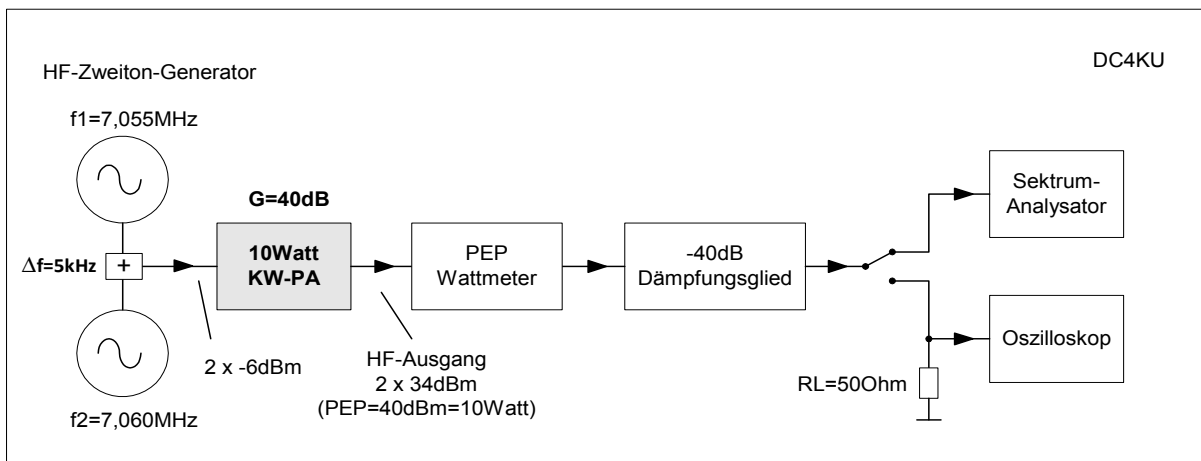 HF-Zweiton-Generator
DC4KU
f1=7,055MHz
Δf=5kHz
+
f2=7,060MHz
2 x -6dBm
G=40dB
10Watt
KW-PA
HF-Ausgang
2 x 34dBm
(PEP=40dBm=10Watt)
PEP
Wattmeter
-40dB
Dämpfungsglied
Sektrum-
Analysator
Oszilloskop
RL=50Ohm